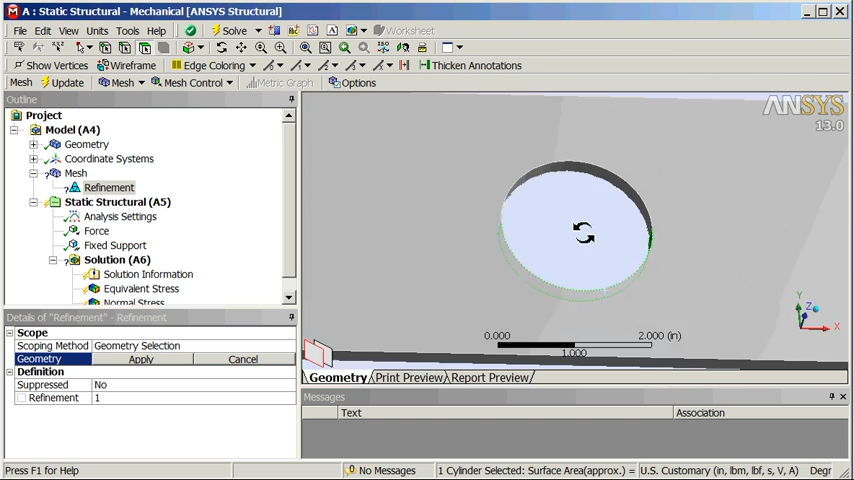 A : Static Structural - Mechanical [ANSYS Structural]
File Edit View Units Tools Help Solve Worksheet
Show Vertices Wireframe Edge Coloring Thicken Annotations
Mesh Update Mesh Mesh Control Metric Graph Options
Outline
Project
Model (A4)
Geometry
Coordinate Systems
Mesh
Refinement
Static Structural (A5)
Analysis Settings
Force
Fixed Support
Solution (A6)
Solution Information
Equivalent Stress
Normal Stress
Details of "Refinement" - Refinement
Scope
Scoping Method Geometry Selection
Geometry Apply Cancel
Definition
Suppressed No
Refinement 1
ANSYS
13.0
0.000 2.000 (in)
1.000
Y
Z
X
Geometry Print Preview Report Preview
Messages
Text Association
Press F1 for Help No Messages 1 Cylinder Selected: Surface Area(approx.) = U.S. Customary (in, lbm, lbf, s, V, A) Degr